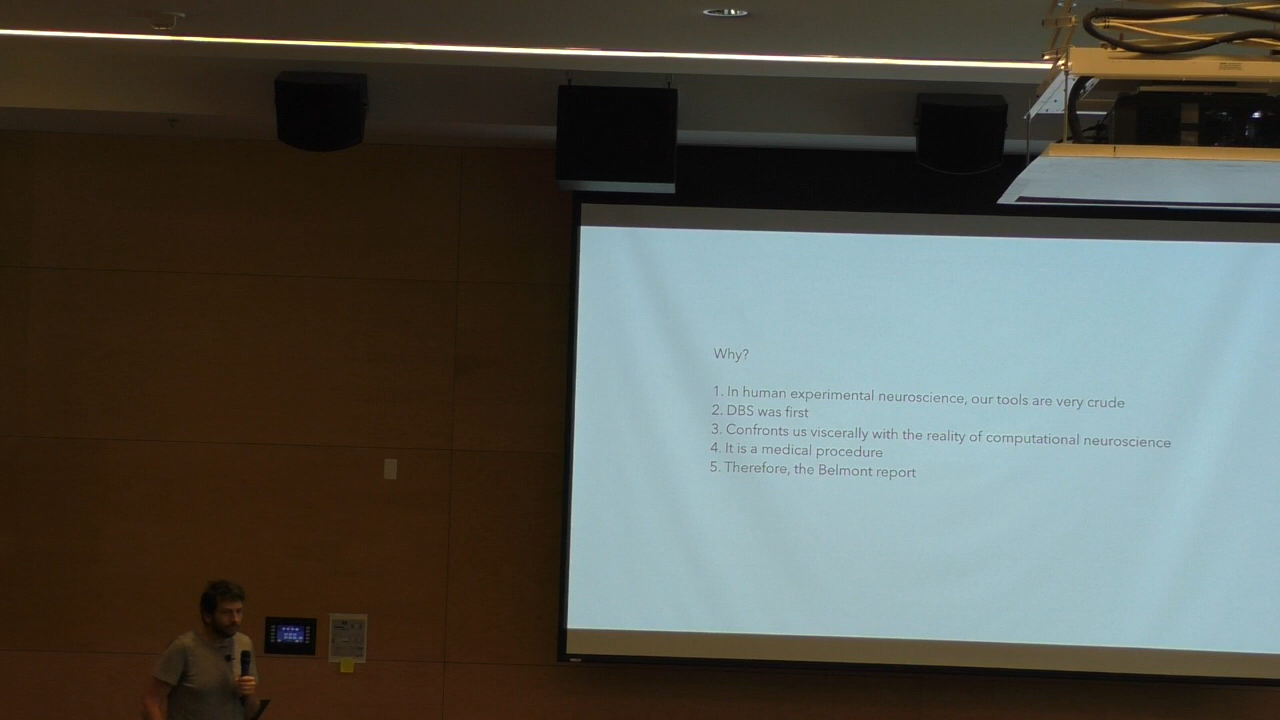 Why?
1. In human experimental neuroscience, our tools are very crude
2. DBS was first
3. Confronts us viscerally with the reality of computational neuroscience
4. It is a medical procedure
5. Therefore, the Belmont report